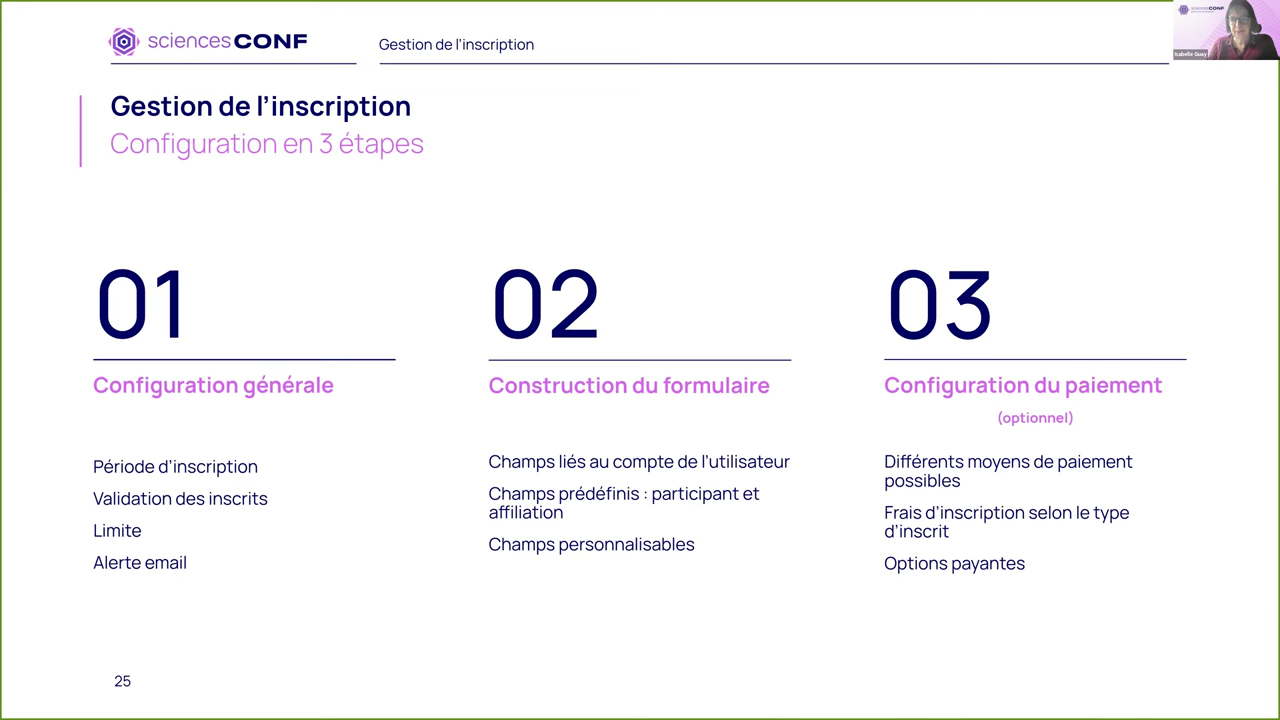 sciencesCONF
Gestion de l'inscription
sciencesCONF
Isabelle Guay
Gestion de l'inscription
Configuration en 3 étapes
01
Configuration générale
Période d'inscription
Validation des inscrits
Limite
Alerte email
02
Construction du formulaire
Champs liés au compte de l'utilisateur
Champs prédéfinis : participant et
affiliation
Champs personnalisables
03
Configuration du paiement
(optionnel)
Différents moyens de paiement
possibles
Frais d'inscription selon le type
d'inscrit
Options payantes
25